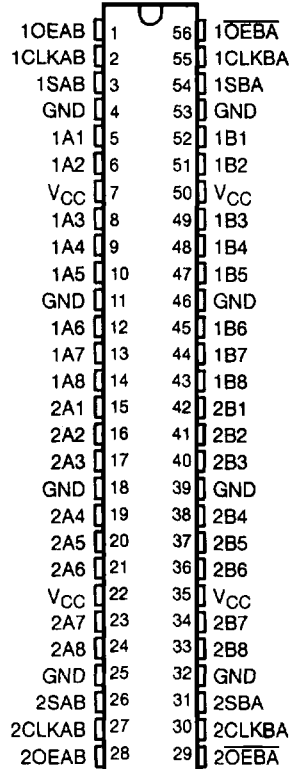 1OEAB 1 56 1O̅E̅B̅A̅
1CLKAB 2 55 1CLKBA
1SAB 3 54 1SBA
GND 4 53 GND
1A1 5 52 1B1
1A2 6 51 1B2
VCC 7 50 VCC
1A3 8 49 1B3
1A4 9 48 1B4
1A5 10 47 1B5
GND 11 46 GND
1A6 12 45 1B6
1A7 13 44 1B7
1A8 14 43 1B8
2A1 15 42 2B1
2A2 16 41 2B2
2A3 17 40 2B3
GND 18 39 GND
2A4 19 38 2B4
2A5 20 37 2B5
2A6 21 36 2B6
VCC 22 35 VCC
2A7 23 34 2B7
2A8 24 33 2B8
GND 25 32 GND
2SAB 26 31 2SBA
2CLKAB 27 30 2CLKBA
2OEAB 28 29 2O̅E̅B̅A̅